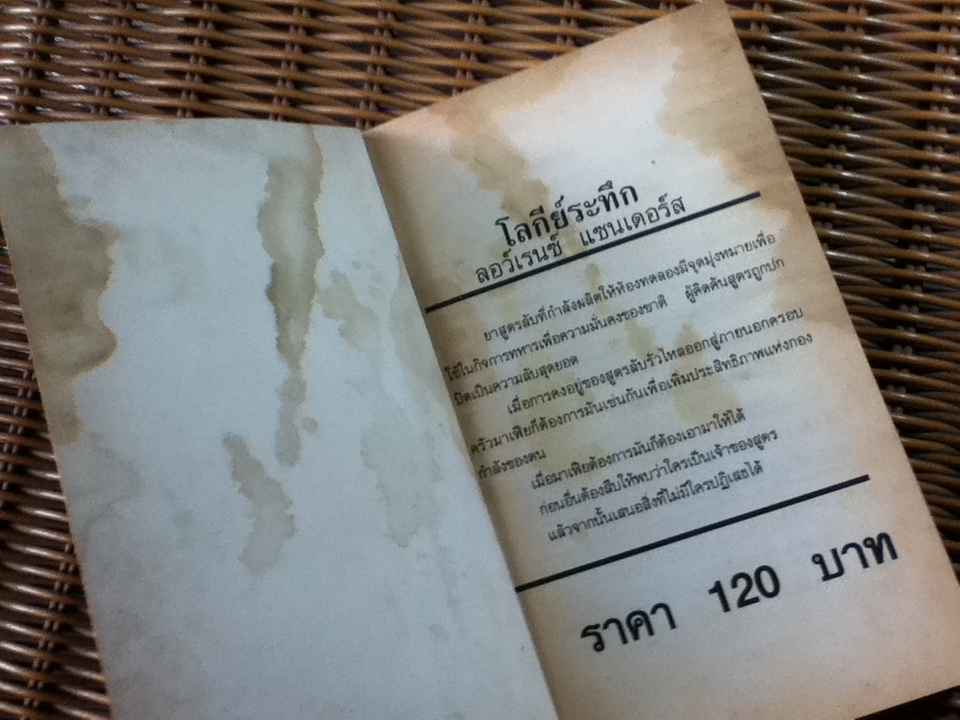 โลกีย์ระทึก
ลอว์เรนซ์ แซนเดอร์ส
ยาสูตรลับที่กำลังผลิตให้ห้องทดลองมีจุดมุ่งหมายเพื่อ
ใช้ในกิจการทหารเพื่อความมั่นคงของชาติ ผู้คิดค้นสูตรถูกปก
ปิดเป็นความลับสุดยอด
เมื่อการคงอยู่ของสูตรลับรั่วไหลออกสู่ภายนอกครอบ
ครัวมาเฟียก็ต้องการมันเช่นกันเพื่อเพิ่มประสิทธิภาพแห่งกอง
กำลังของตน
เมื่อมาเฟียต้องการมันก็ต้องเอามาให้ได้
ก่อนอื่นต้องสืบให้พบว่าใครเป็นเจ้าของสูตร
แล้วจากนั้นเสนอสิ่งที่ไม่มีใครปฏิเสธได้
ราคา 120 บาท